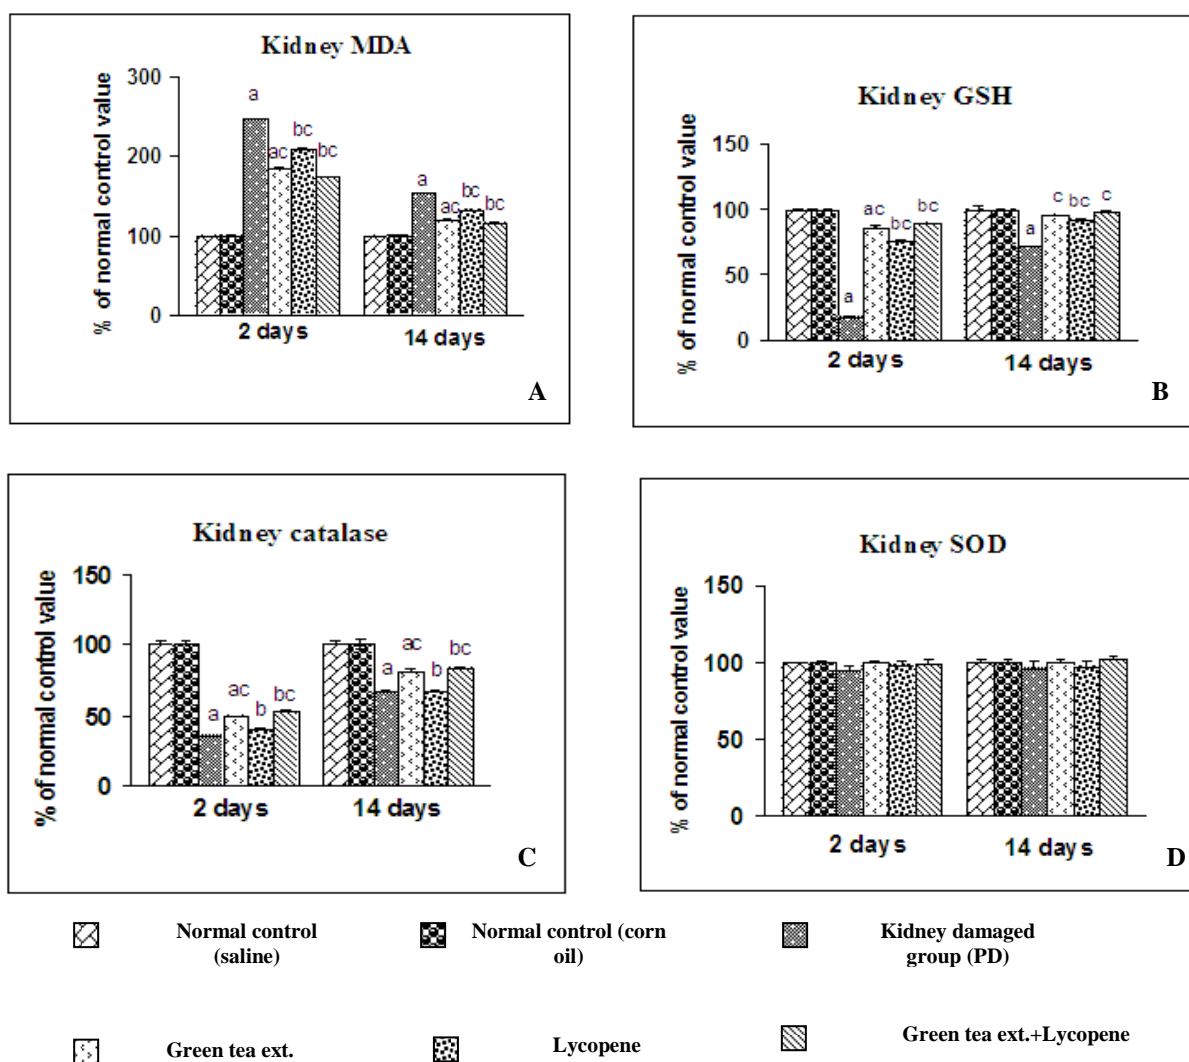 Kidney MDA
% of normal control value
300
200
100
0
a
ac
bc
bc
a
ac
bc
bc
2 days
14 days
A
Kidney GSH
% of normal control value
150
100
50
0
a
ac
bc
bc
a
c
bc
c
2 days
14 days
B
Kidney catalase
% of normal control value
150
100
50
0
a
ac
b
bc
a
ac
b
bc
2 days
14 days
C
Kidney SOD
% of normal control value
150
100
50
0
2 days
14 days
D
Normal control
(saline)
Normal control (corn
oil)
Kidney damaged
group (PD)
Green tea ext.
Lycopene
Green tea ext.+Lycopene